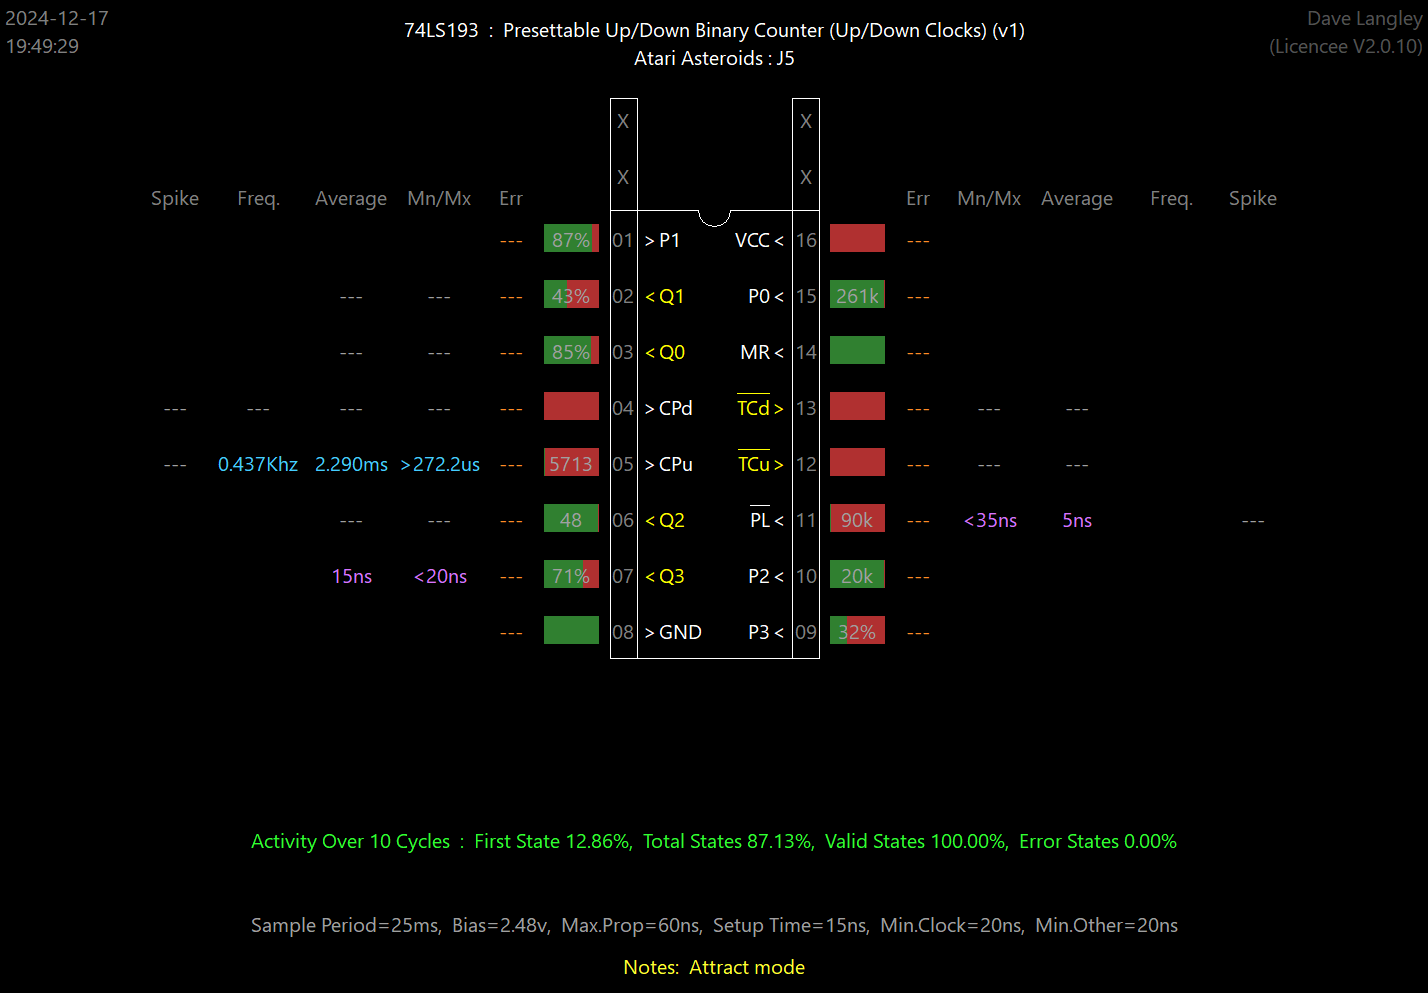 2024-12-17
19:49:29
74LS193 : Presettable Up/Down Binary Counter (Up/Down Clocks) (v1)
Atari Asteroids : J5
Dave Langley
(Licencee V2.0.10)
X X
X X
Spike Freq. Average Mn/Mx Err Err Mn/Mx Average Freq. Spike
--- 87% 01 > P1 VCC < 16 ---
--- --- --- 43% 02 < Q1 P0 < 15 261k ---
--- --- --- 85% 03 < Q0 MR < 14 ---
--- --- --- --- --- 04 > CPd TCd > 13 --- --- ---
--- 0.437Khz 2.290ms >272.2us --- 5713 05 > CPu TCu > 12 --- --- ---
--- --- --- 48 06 < Q2 PL < 11 90k --- <35ns 5ns ---
15ns <20ns --- 71% 07 < Q3 P2 < 10 20k ---
--- 08 > GND P3 < 09 32% ---
Activity Over 10 Cycles : First State 12.86%, Total States 87.13%, Valid States 100.00%, Error States 0.00%
Sample Period=25ms, Bias=2.48v, Max.Prop=60ns, Setup Time=15ns, Min.Clock=20ns, Min.Other=20ns
Notes: Attract mode